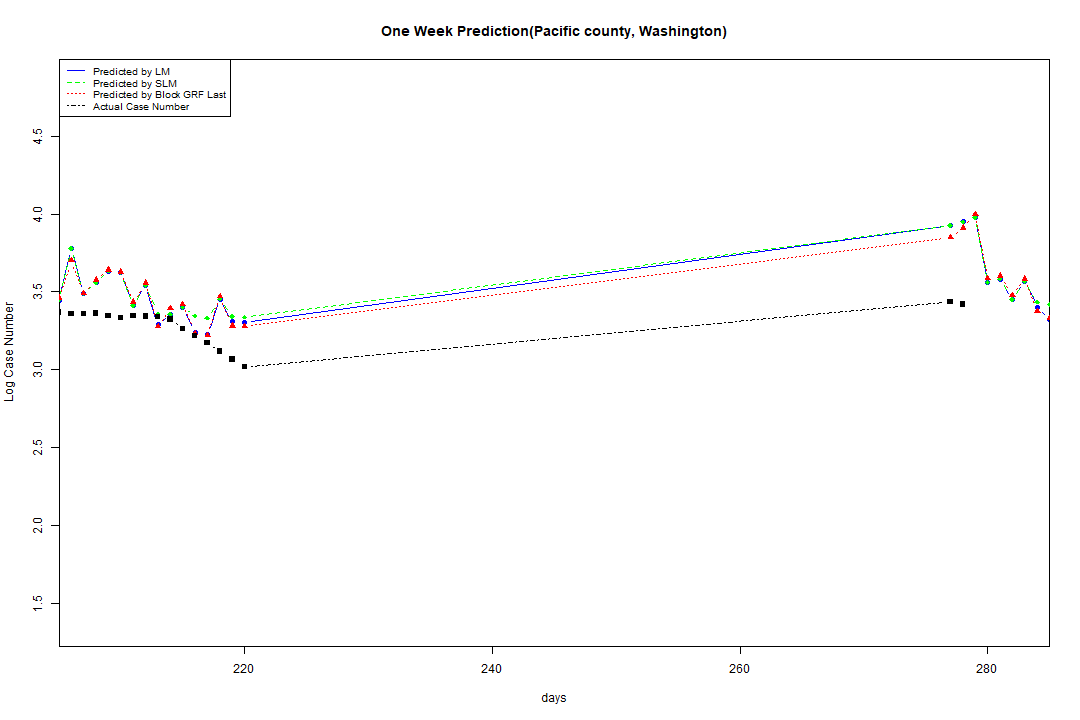 One Week Prediction(Pacific county, Washington)
Predicted by LM
Predicted by SLM
Predicted by Block GRF Last
Actual Case Number
4.5
4.0
3.5
3.0
2.5
2.0
1.5
Log Case Number
220
240
260
280
days